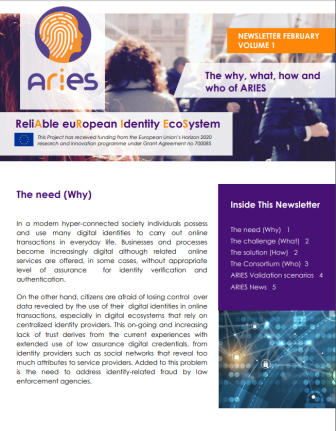 Aries
NEWSLETTER FEBRUARY
VOLUME 1
The why, what, how and
who of ARIES
ReliAble euRopean Identity EcoSystem
This Project has received funding from the European Union's Horizon 2020
research and innovation programme under Grant Agreement no 700085
The need (Why)
In a modern hyper-connected society individuals possess
and use many digital identities to carry out online
transactions in everyday life. Businesses and processes
become increasingly digital although related online
services are offered, in some cases, without appropriate
level of assurance for identity verification and
authentication.
On the other hand, citizens are afraid of losing control over
data revealed by the use of their digital identities in online
transactions, especially in digital ecosystems that rely on
centralized identity providers. This on-going and increasing
lack of trust derives from the current experiences with
extended use of low assurance digital credentials, from
identity providers such as social networks that reveal too
much attributes to service providers. Added to this problem
is the need to address identity-related fraud by law
enforcement agencies.
Inside This Newsletter
The need (Why) 1
The challenge (What) 2
The solution (How) 2
The Consortium (Who) 3
ARIES Validation scenarios 4
ARIES News 5